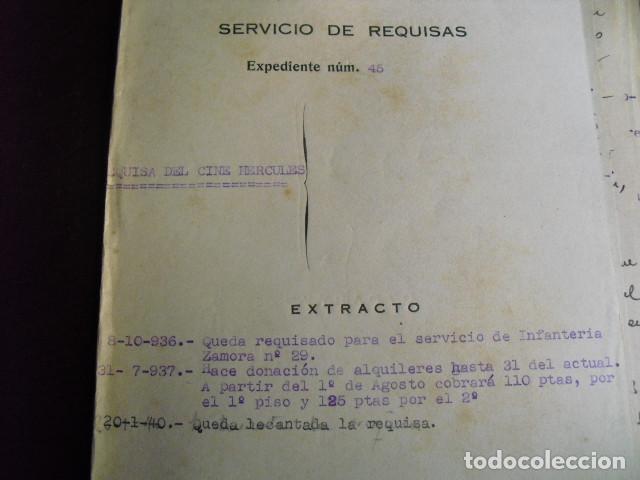 SERVICIO DE REQUISAS
Expediente núm. 45
QUISA DEL CINE HERCULES
=======================
EXTRACTO
8-10-936.- Queda requisado para el servicio de Infanteria
Zamora nº 29.
31- 7-937.- Hace donación de alquileres hasta 31 del actual.
A partir del 1º de Agosto cobrará 110 ptas, por
el 1º piso y 125 ptas por el 2º
20-1-40.- Queda lecantada la requisa.
todocoleccion.net